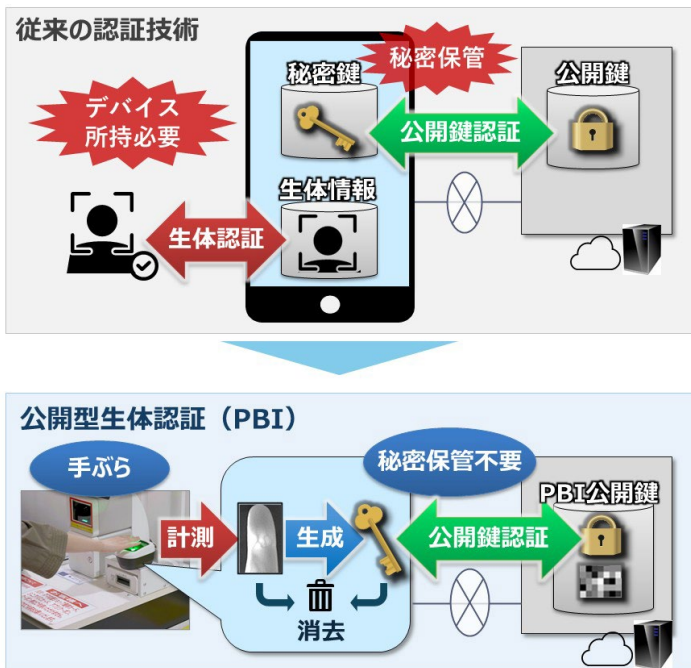 従来の認証技術
デバイス
所持必要
秘密鍵
秘密保管
公開鍵
公開鍵認証
生体情報
生体認証
公開型生体認証（PBI）
手ぶら
秘密保管不要
PBI公開鍵
計測
生成
公開鍵認証
消去